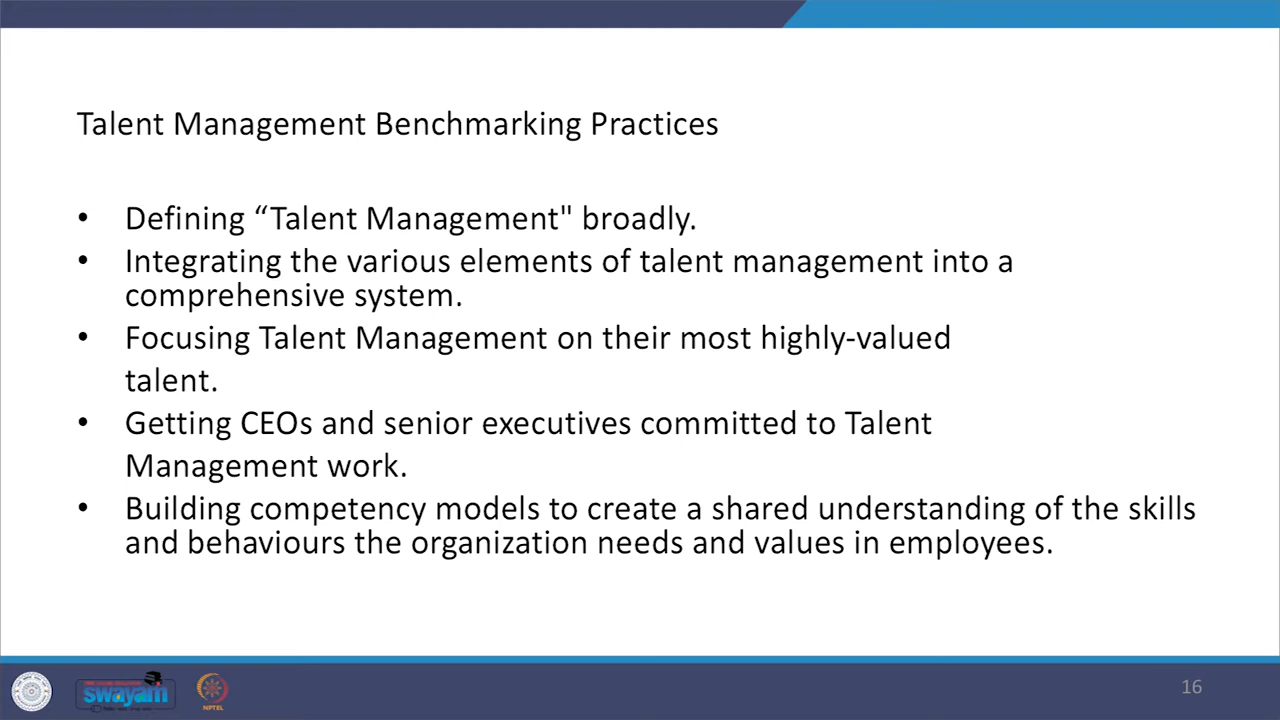 Talent Management Benchmarking Practices
• Defining “Talent Management" broadly.
• Integrating the various elements of talent management into a
comprehensive system.
• Focusing Talent Management on their most highly-valued
talent.
• Getting CEOs and senior executives committed to Talent
Management work.
• Building competency models to create a shared understanding of the skills
and behaviours the organization needs and values in employees.
swayam
NPTEL
16